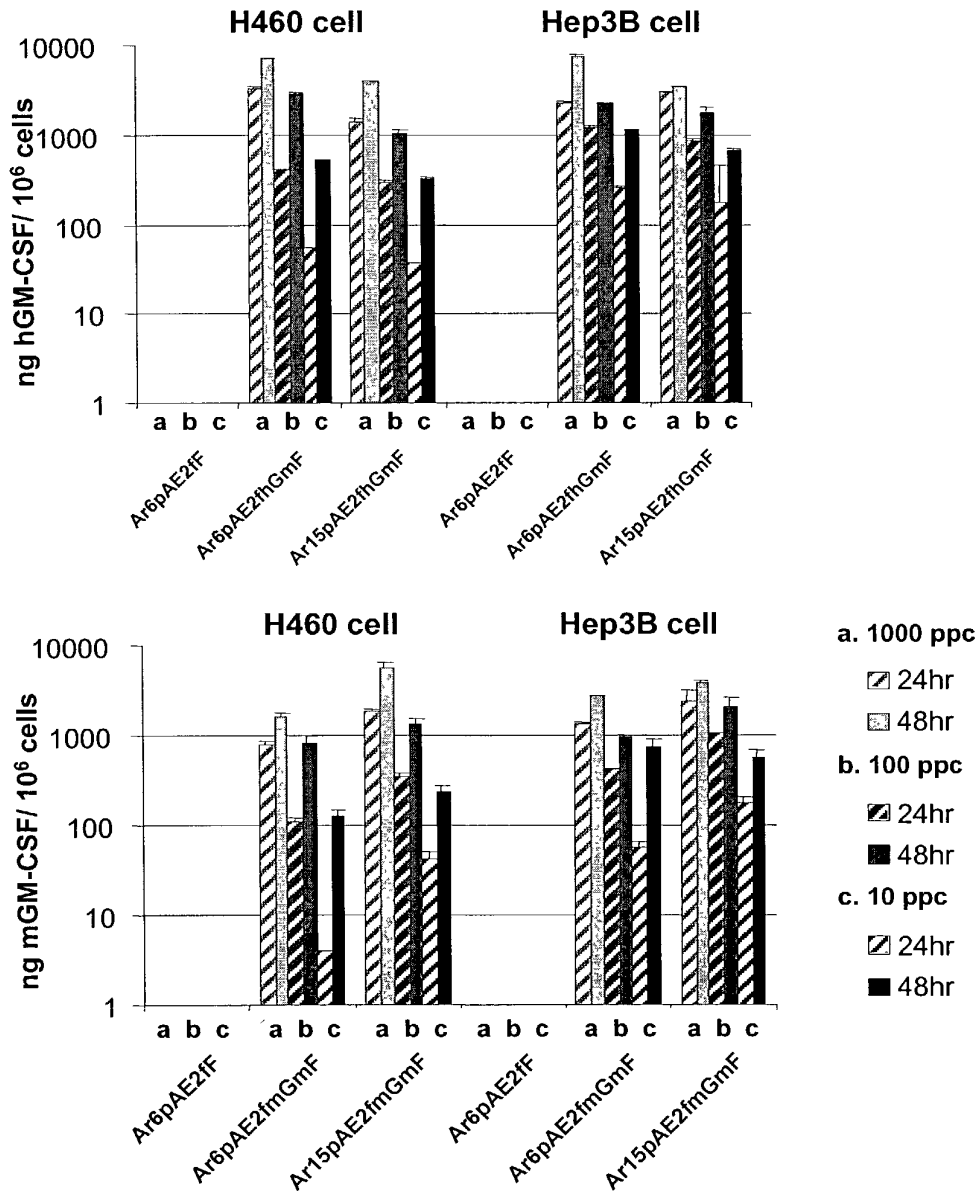 H460 cell Hep3B cell
10000
1000
100
10
1
ng hGM-CSF/ 10⁶ cells
a b c a b c a b c a b c a b c a b c
Ar6pAE2fF
Ar6pAE2fhGmF
Ar15pAE2fhGmF
Ar6pAE2fF
Ar6pAE2fhGmF
Ar15pAE2fhGmF
H460 cell Hep3B cell
10000
1000
100
10
1
ng mGM-CSF/ 10⁶ cells
a b c a b c a b c a b c a b c a b c
Ar6pAE2fF
Ar6pAE2fmGmF
Ar15pAE2fmGmF
Ar6pAE2fF
Ar6pAE2fmGmF
Ar15pAE2fmGmF
a. 1000 ppc
24hr
48hr
b. 100 ppc
24hr
48hr
c. 10 ppc
24hr
48hr